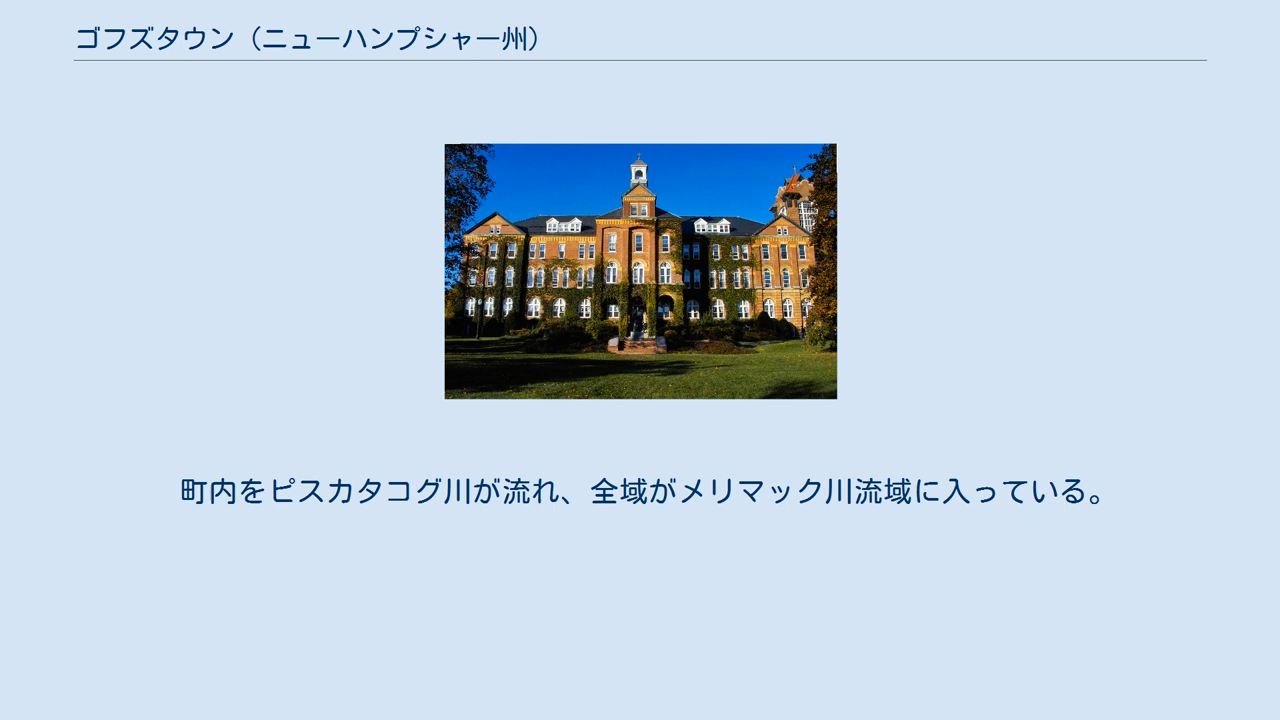 ゴフズタウン（ニューハンプシャー州）
町内をピスカタコグ川が流れ、全域がメリマック川流域に入っている。